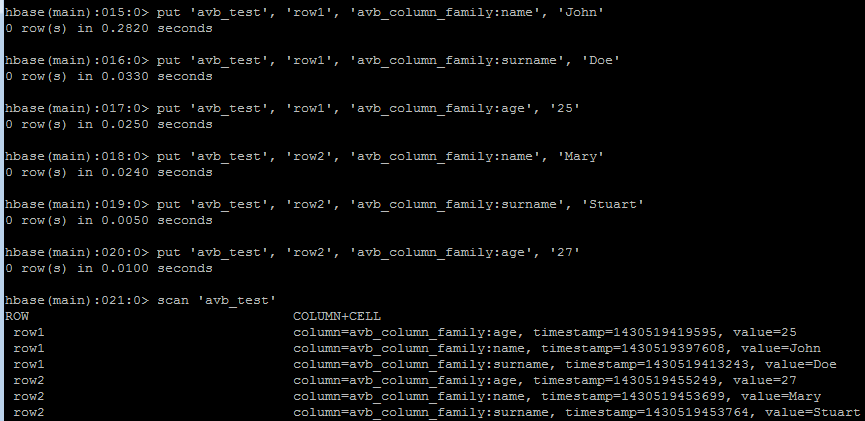 hbase(main):015:0> put 'avb_test', 'row1', 'avb_column_family:name', 'John'
0 row(s) in 0.2820 seconds
hbase(main):016:0> put 'avb_test', 'row1', 'avb_column_family:surname', 'Doe'
0 row(s) in 0.0330 seconds
hbase(main):017:0> put 'avb_test', 'row1', 'avb_column_family:age', '25'
0 row(s) in 0.0250 seconds
hbase(main):018:0> put 'avb_test', 'row2', 'avb_column_family:name', 'Mary'
0 row(s) in 0.0240 seconds
hbase(main):019:0> put 'avb_test', 'row2', 'avb_column_family:surname', 'Stuart'
0 row(s) in 0.0050 seconds
hbase(main):020:0> put 'avb_test', 'row2', 'avb_column_family:age', '27'
0 row(s) in 0.0100 seconds
hbase(main):021:0> scan 'avb_test'
ROW COLUMN+CELL
row1 column=avb_column_family:age, timestamp=1430519419595, value=25
row1 column=avb_column_family:name, timestamp=1430519397608, value=John
row1 column=avb_column_family:surname, timestamp=1430519413243, value=Doe
row2 column=avb_column_family:age, timestamp=1430519455249, value=27
row2 column=avb_column_family:name, timestamp=1430519453699, value=Mary
row2 column=avb_column_family:surname, timestamp=1430519453764, value=Stuart